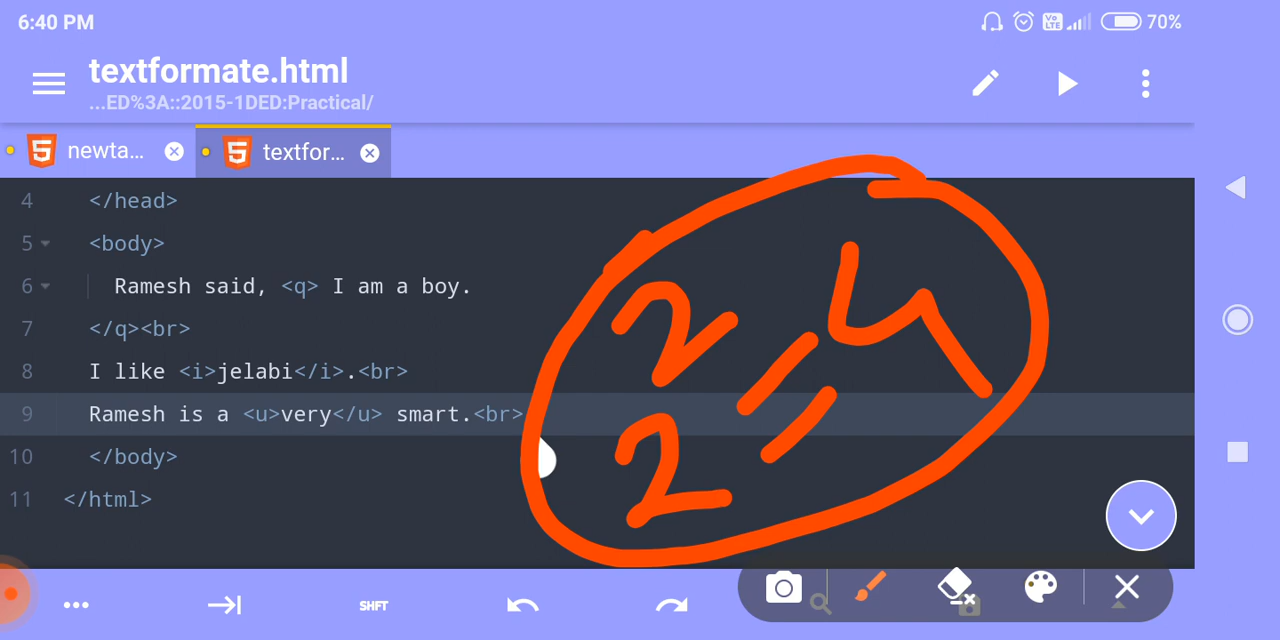 6:40 PM
Vo LTE
70%
textformate.html
...ED%3A::2015-1DED:Practical/
newta...
textfor...
4 </head>
5 <body>
6 Ramesh said, <q> I am a boy.
7 </q><br>
8 I like <i>jelabi</i>.<br>
9 Ramesh is a <u>very</u> smart.<br>
10 </body>
11 </html>
2
2 = 4
SHFT